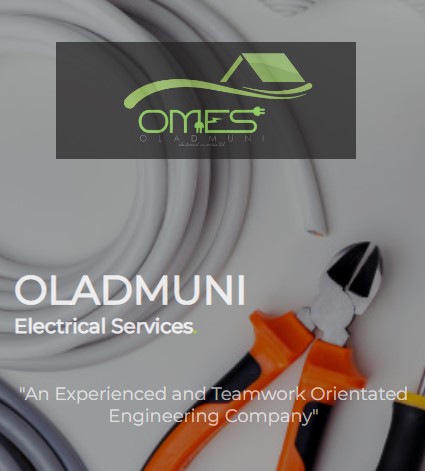 OMES
OLADMUNI
OLADMUNI
Electrical Services.
"An Experienced and Teamwork Orientated
Engineering Company"